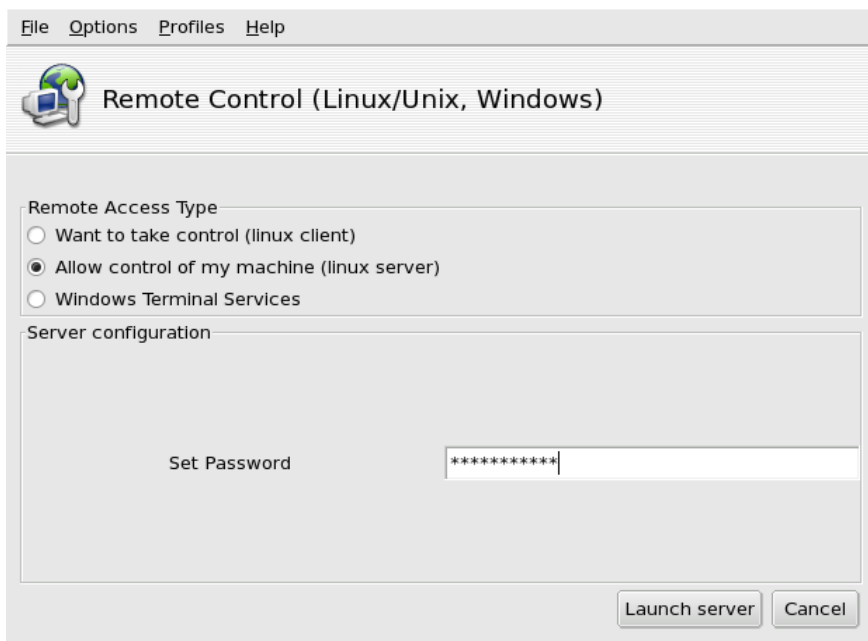 File Options Profiles Help
Remote Control (Linux/Unix, Windows)
Remote Access Type
Want to take control (linux client)
Allow control of my machine (linux server)
Windows Terminal Services
Server configuration
Set Password ***********
Launch server Cancel